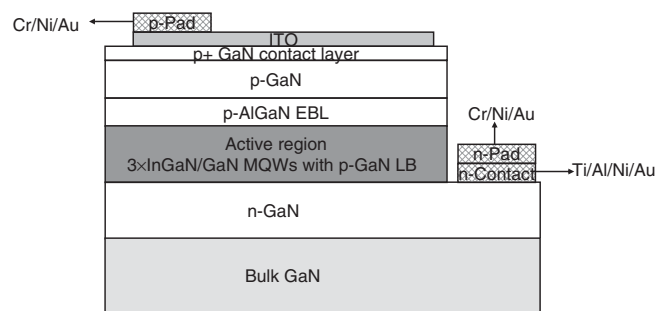 Cr/Ni/Au
p-Pad
ITO
p+ GaN contact layer
p-GaN
p-AlGaN EBL
Cr/Ni/Au
Active region
3×InGaN/GaN MQWs with p-GaN LB
n-Pad
n-Contact
Ti/Al/Ni/Au
n-GaN
Bulk GaN